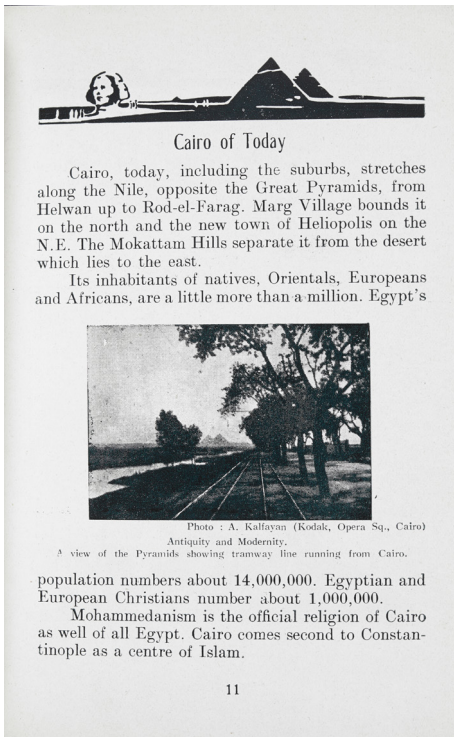 Cairo of Today
Cairo, today, including the suburbs, stretches
along the Nile, opposite the Great Pyramids, from
Helwan up to Rod-el-Farag. Marg Village bounds it
on the north and the new town of Heliopolis on the
N.E. The Mokattam Hills separate it from the desert
which lies to the east.
Its inhabitants of natives, Orientals, Europeans
and Africans, are a little more than a million. Egypt's
Photo : A. Kalfayan (Kodak, Opera Sq., Cairo)
Antiquity and Modernity.
A view of the Pyramids showing tramway line running from Cairo.
population numbers about 14,000,000. Egyptian and
European Christians number about 1,000,000.
Mohammedanism is the official religion of Cairo
as well of all Egypt. Cairo comes second to Constan-
tinople as a centre of Islam.
11